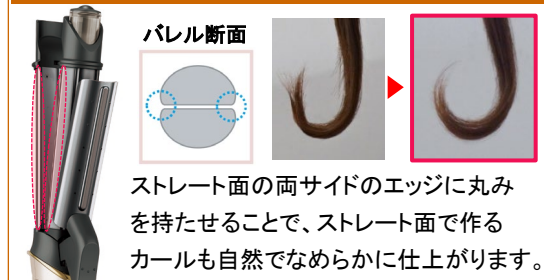 バレル断面
ストレート面の両サイドのエッジに丸み
を持たせることで、ストレート面で作る
カールも自然でなめらかに仕上がります。